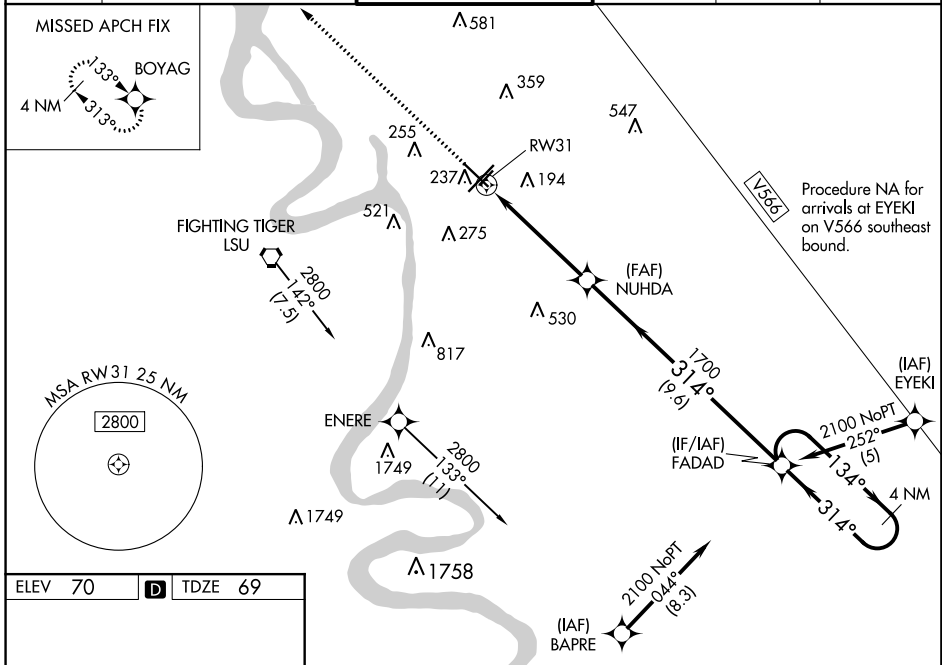 MISSED APCH FIX
BOYAG
133°
313°
4 NM
581
359
547
255
RW31
237
194
521
275
V566
Procedure NA for
arrivals at EYEKI
on V566 southeast
bound.
FIGHTING TIGER
LSU
2800
142°
(7.5)
(FAF)
NUHDA
530
817
1700
314°
(9.6)
MSA RW31 25 NM
2800
(IAF)
EYEKI
2100 NoPT
252°
(5)
ENERE
(IF/IAF)
FADAD
134°
4 NM
314°
1749
2800
133°
(11)
1749
1758
2100 NoPT
044°
(8.3)
(IAF)
BAPRE
ELEV 70 D TDZE 69